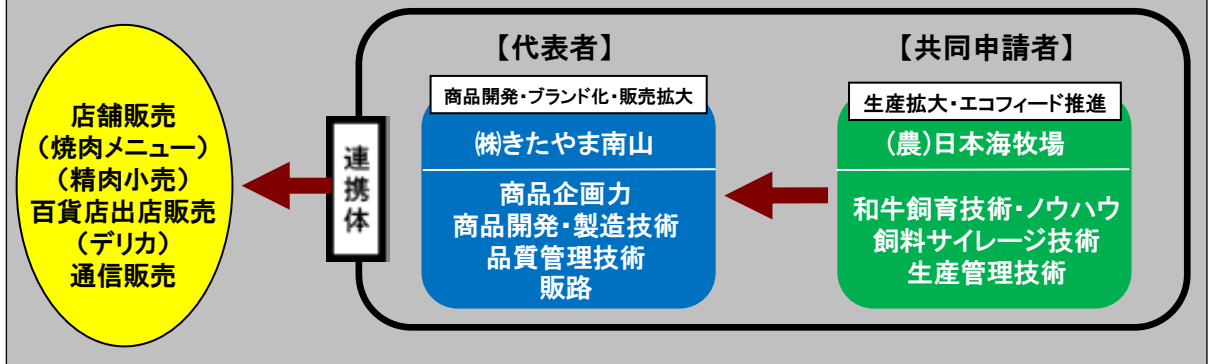 店舗販売
（焼肉メニュー）
（精肉小売）
百貨店出店販売
（デリカ）
通信販売
連携体
【代表者】
商品開発・ブランド化・販売拡大
㈱きたやま南山
商品企画力
商品開発・製造技術
品質管理技術
販路
【共同申請者】
生産拡大・エコフィード推進
（農）日本海牧場
和牛飼育技術・ノウハウ
飼料サイレージ技術
生産管理技術